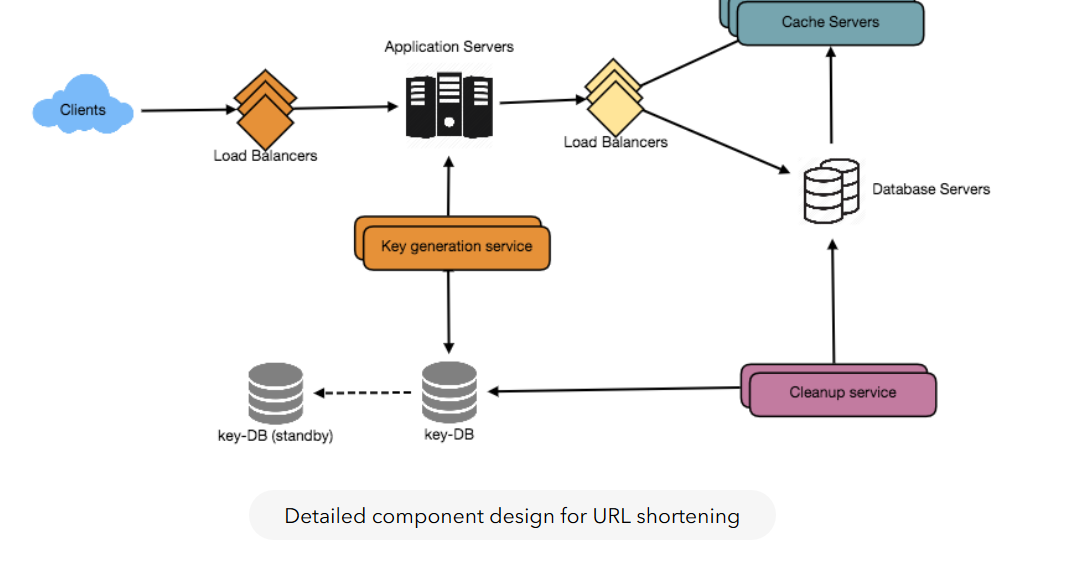 Cache Servers
Application Servers
Clients
Load Balancers
Load Balancers
Database Servers
Key generation service
Cleanup service
key-DB (standby)
key-DB
Detailed component design for URL shortening